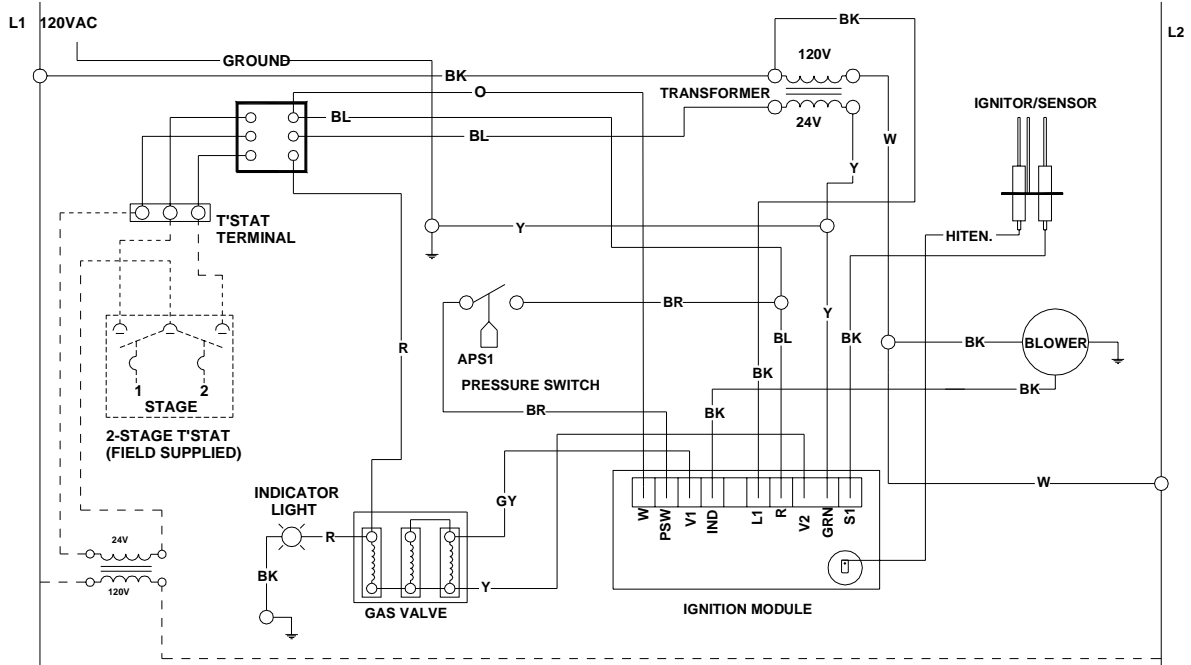 L1 120VAC
BK
L2
GROUND
120V
BK
TRANSFORMER
O
24V
IGNITOR/SENSOR
BL
BL
W
Y
T'STAT
TERMINAL
Y
HITEN.
BR
Y
R
APS1
BL
BK
BK
BLOWER
PRESSURE SWITCH
BK
1
2
STAGE
BK
BK
BR
2-STAGE T'STAT
(FIELD SUPPLIED)
INDICATOR
LIGHT
GY
W
W
PSW
V1
IND
L1
R
V2
GRN
S1
R
24V
BK
120V
Y
GAS VALVE
IGNITION MODULE